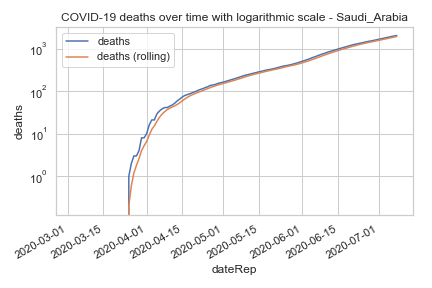 COVID-19 deaths over time with logarithmic scale - Saudi_Arabia
deaths
deaths (rolling)
10³
10²
10¹
10⁰
deaths
2020-03-01
2020-03-15
2020-04-01
2020-04-15
2020-05-01
2020-05-15
2020-06-01
2020-06-15
2020-07-01
dateRep